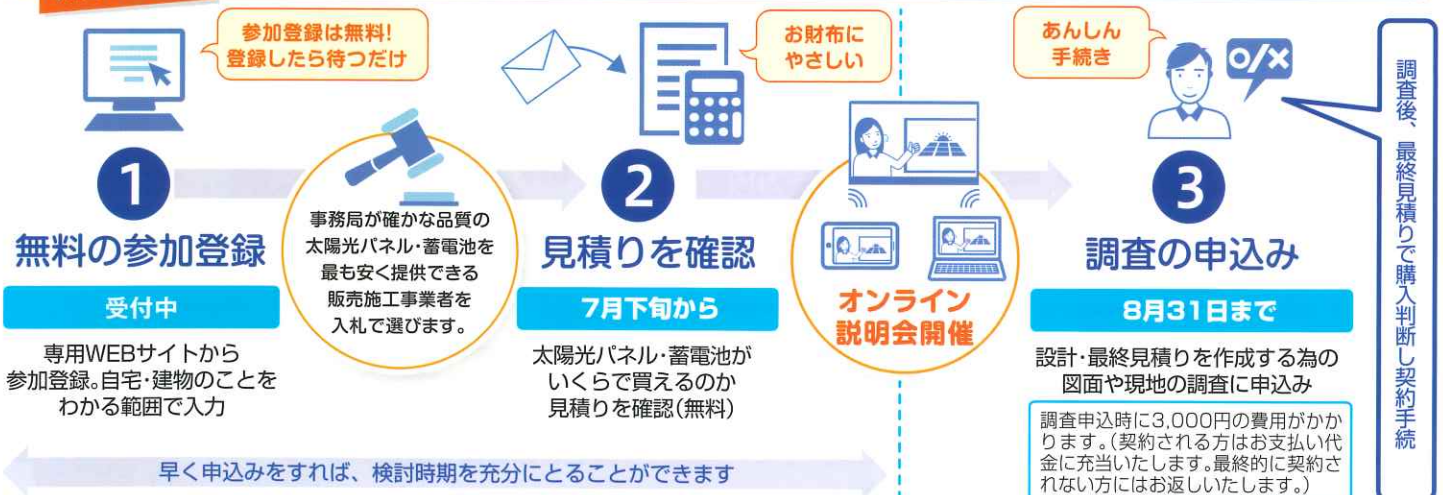 参加登録は無料!
登録したら待つだけ
1
無料の参加登録
受付中
専用WEBサイトから
参加登録。自宅・建物のことを
わかる範囲で入力
事務局が確かな品質の
太陽光パネル・蓄電池を
最も安く提供できる
販売施工事業者を
入札で選びます。
お財布に
やさしい
2
見積りを確認
7月下旬から
太陽光パネル・蓄電池が
いくらで買えるのか
見積りを確認(無料)
早く申込みをすれば、検討時期を充分にとることができます
オンライン
説明会開催
あんしん
手続き
O/X
3
調査の申込み
8月31日まで
設計・最終見積りを作成する為の
図面や現地の調査に申込み
調査申込時に3,000円の費用がかか
ります。(契約される方はお支払い代
金に充当いたします。最終的に契約さ
れない方にはお返しいたします。)
調査後、最終見積りで購入判断し契約手続